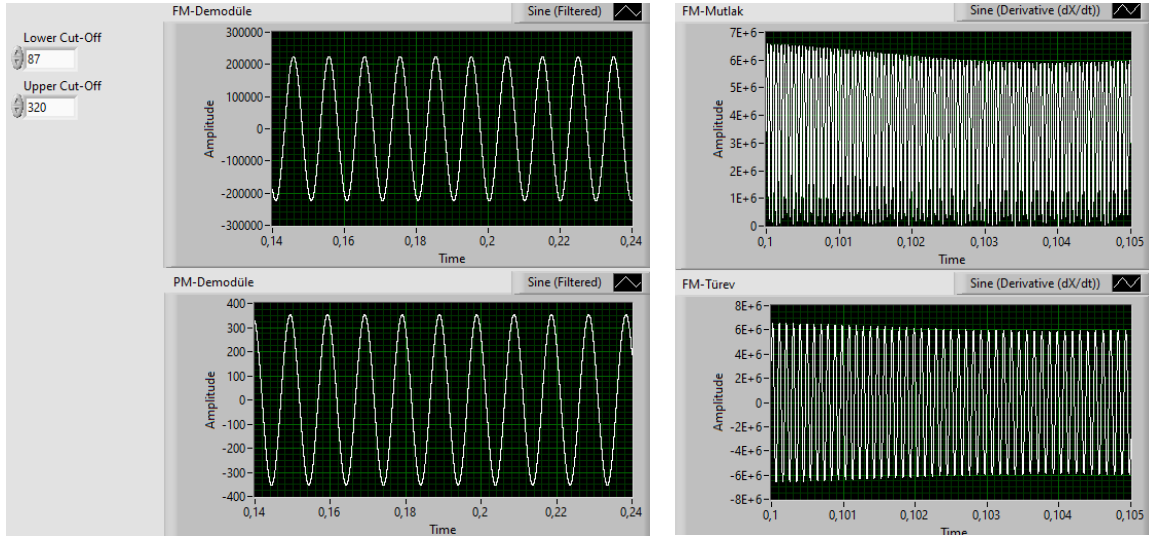 Lower Cut-Off
87
Upper Cut-Off
320
FM-Demodüle
Sine (Filtered)
Amplitude
300000
200000
100000
0
-100000
-200000
-300000
0,14 0,16 0,18 0,2 0,22 0,24
Time
PM-Demodüle
Sine (Filtered)
Amplitude
400
300
200
100
0
-100
-200
-300
-400
0,14 0,16 0,18 0,2 0,22 0,24
Time
FM-Mutlak
Sine (Derivative (dX/dt))
Amplitude
7E+6
6E+6
5E+6
4E+6
3E+6
2E+6
1E+6
0
0,1 0,101 0,102 0,103 0,104 0,105
Time
FM-Türev
Sine (Derivative (dX/dt))
Amplitude
8E+6
6E+6
4E+6
2E+6
0
-2E+6
-4E+6
-6E+6
-8E+6
0,1 0,101 0,102 0,103 0,104 0,105
Time